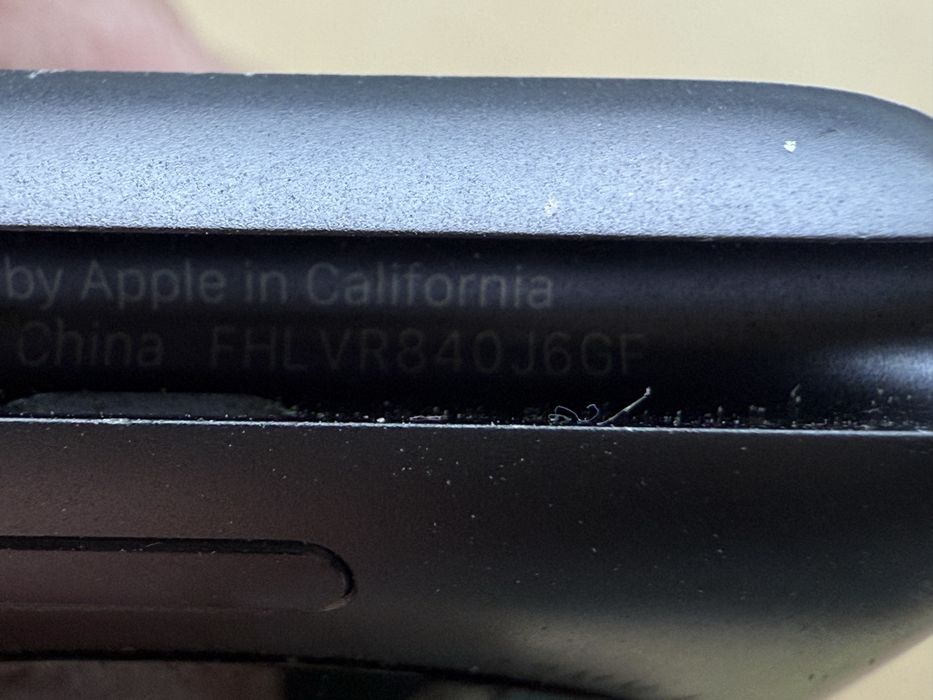 by Apple in California
China FHLVR840J6GF